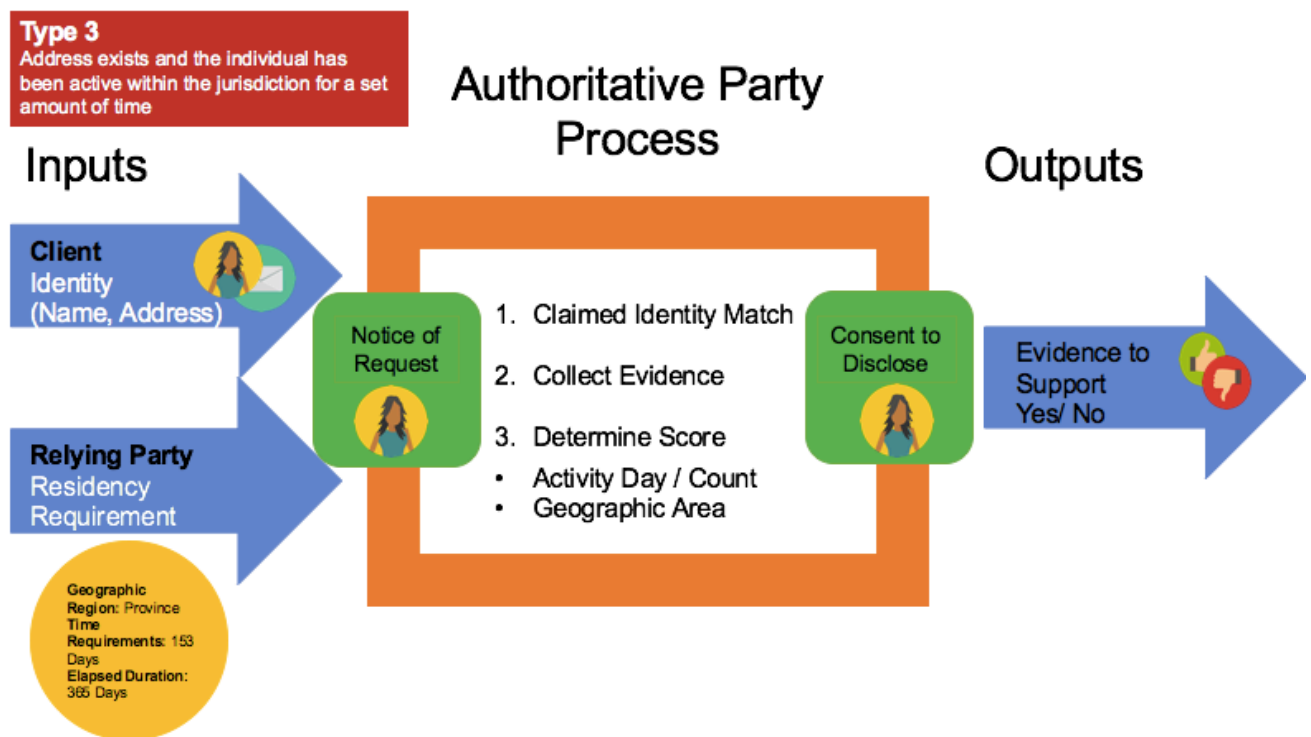 Type 3
Address exists and the individual has
been active within the jurisdiction for a set
amount of time
Authoritative Party
Process
Inputs
Outputs
Client
Identity
(Name, Address)
Relying Party
Residency
Requirement
Geographic
Region: Province
Time
Requirements: 153
Days
Elapsed Duration:
365 Days
Notice of
Request
1. Claimed Identity Match
2. Collect Evidence
3. Determine Score
• Activity Day / Count
• Geographic Area
Consent to
Disclose
Evidence to
Support
Yes/ No